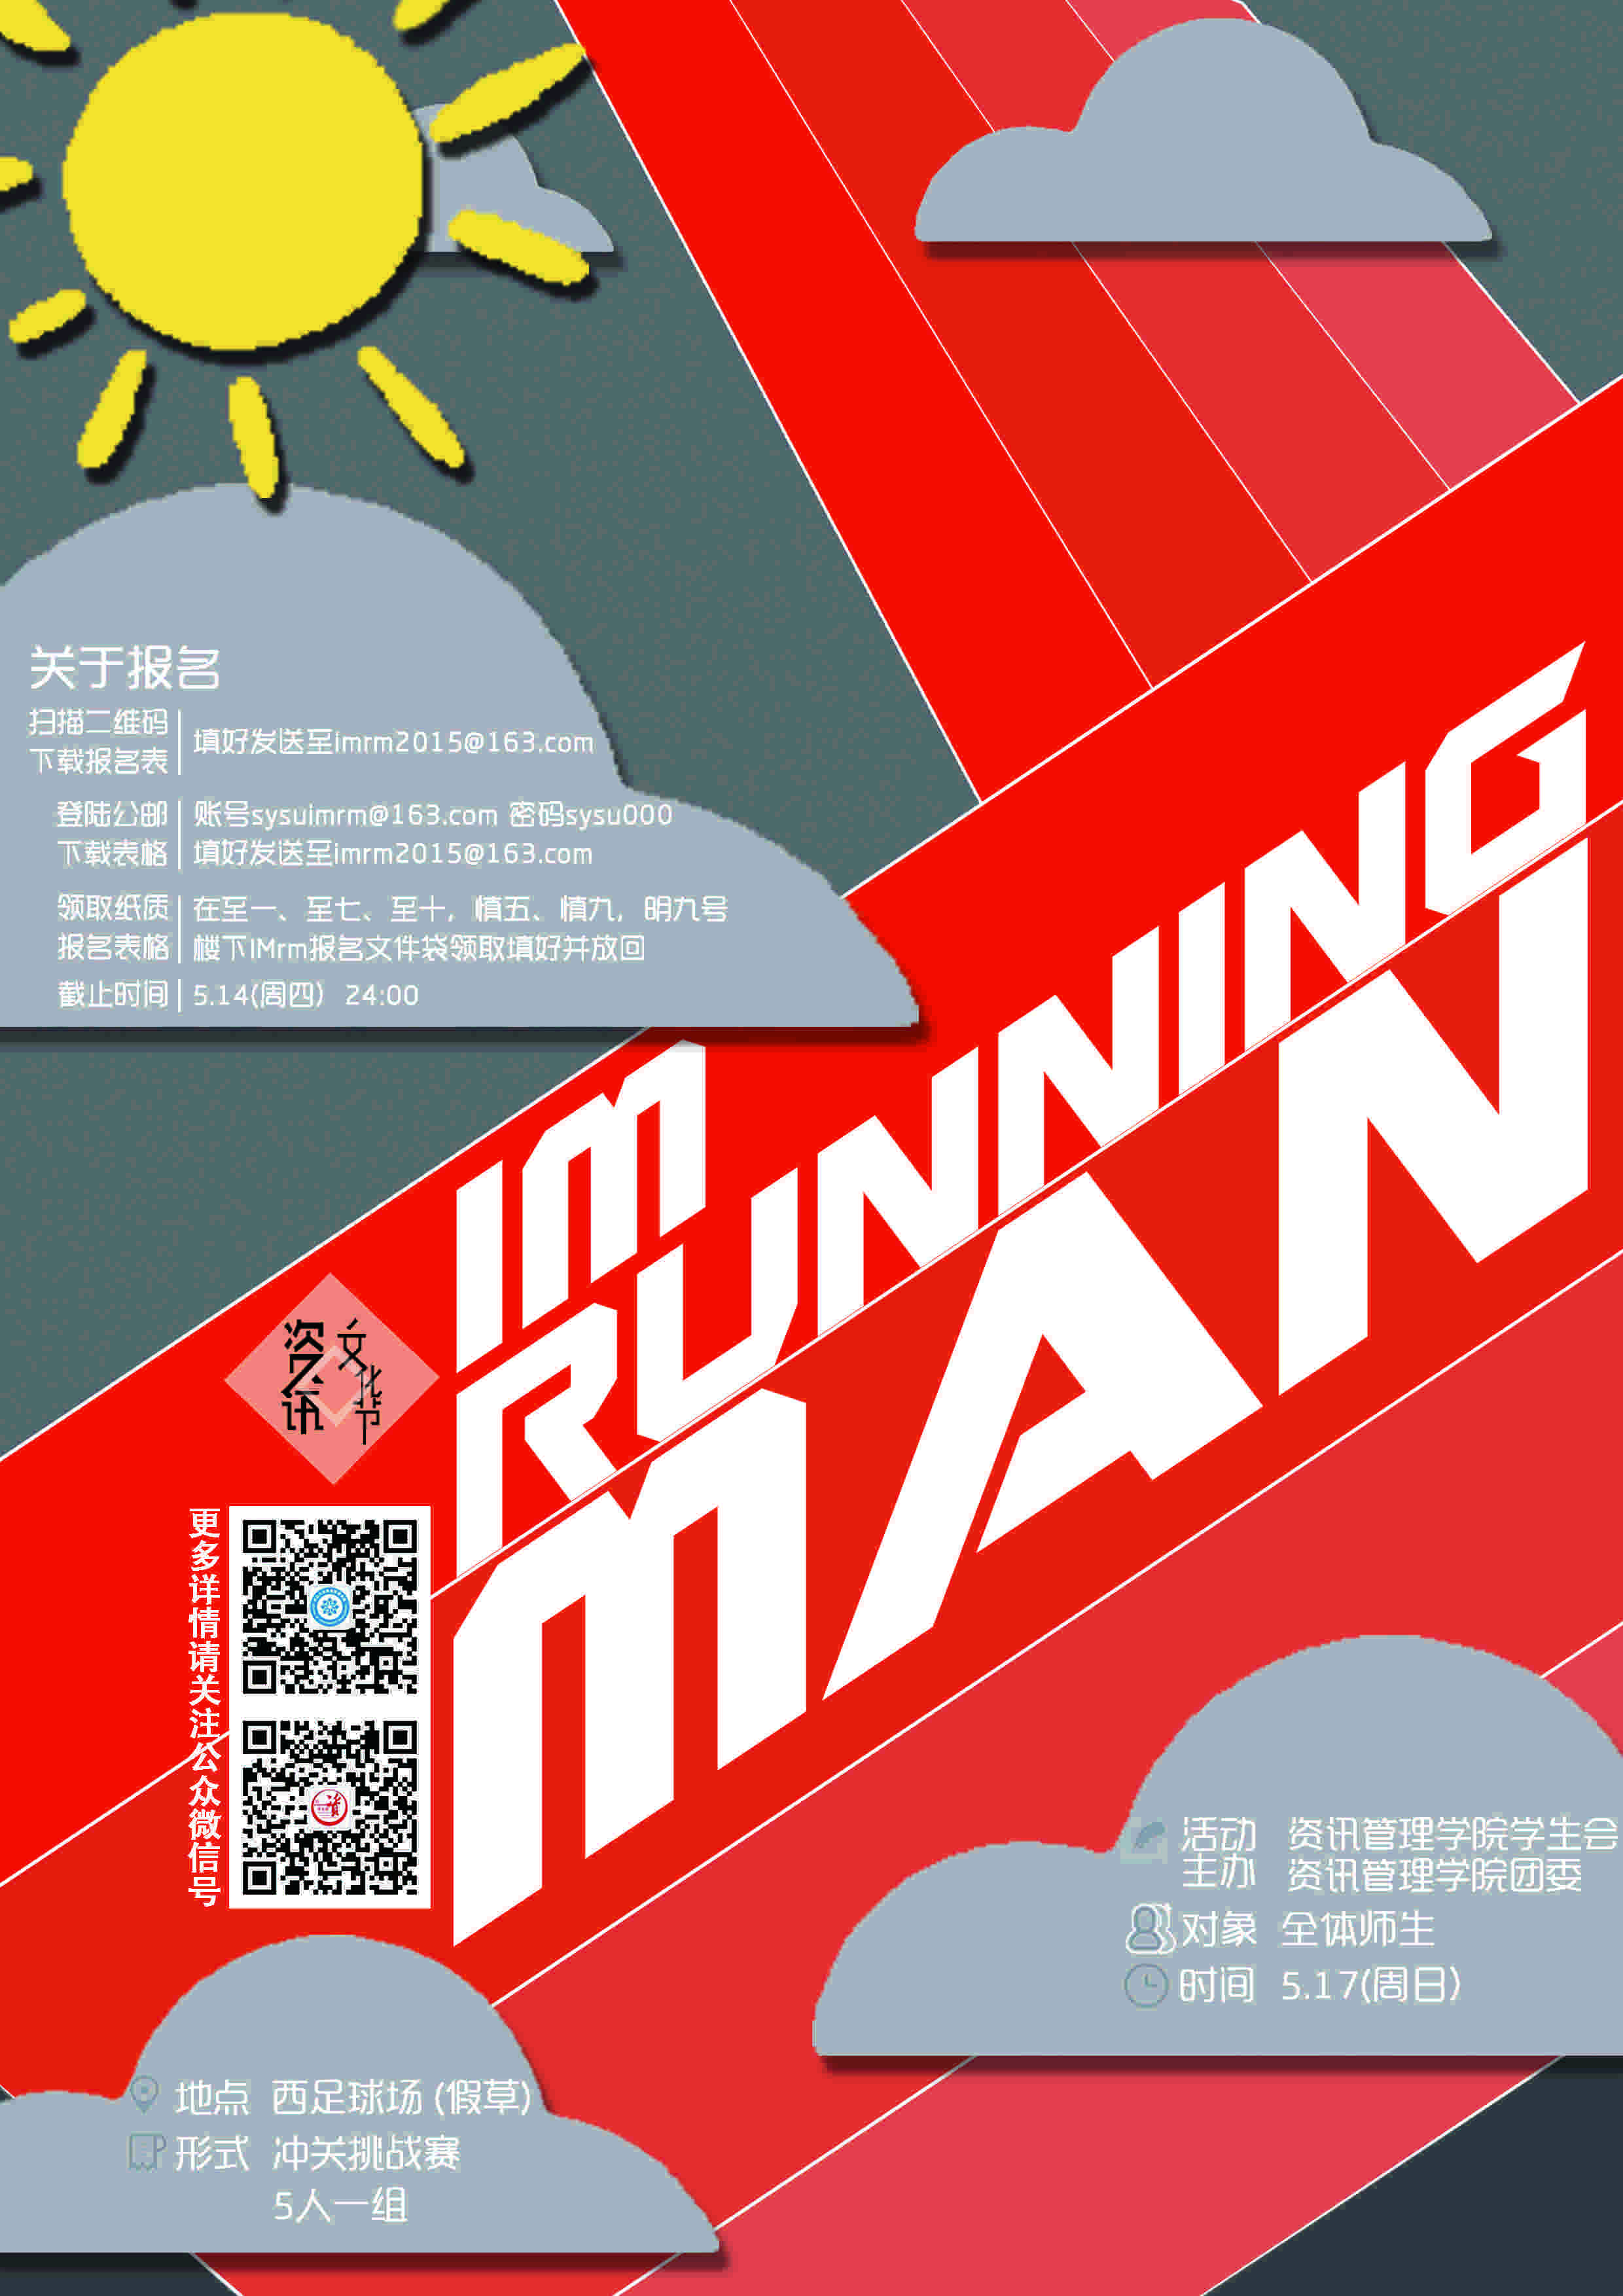 关于报名
扫描二维码
下载报名表
填好发送至imrm2015@163.com
登陆公邮
下载表格
账号sysuimrm@163.com 密码sysu000
填好发送至imrm2015@163.com
领取纸质
报名表格
在至一、至七、至十，慎五、慎九，明九号
楼下IMrm报名文件袋领取填好并放回
截止时间
5.14(周四) 24:00
IM
RUNNING
MAN
资讯
文化节
更多详情请关注公众微信号
活动
主办
资讯管理学院学生会
资讯管理学院团委
对象 全体师生
时间 5.17(周日)
地点 西足球场 (假草)
形式 冲关挑战赛
5人一组